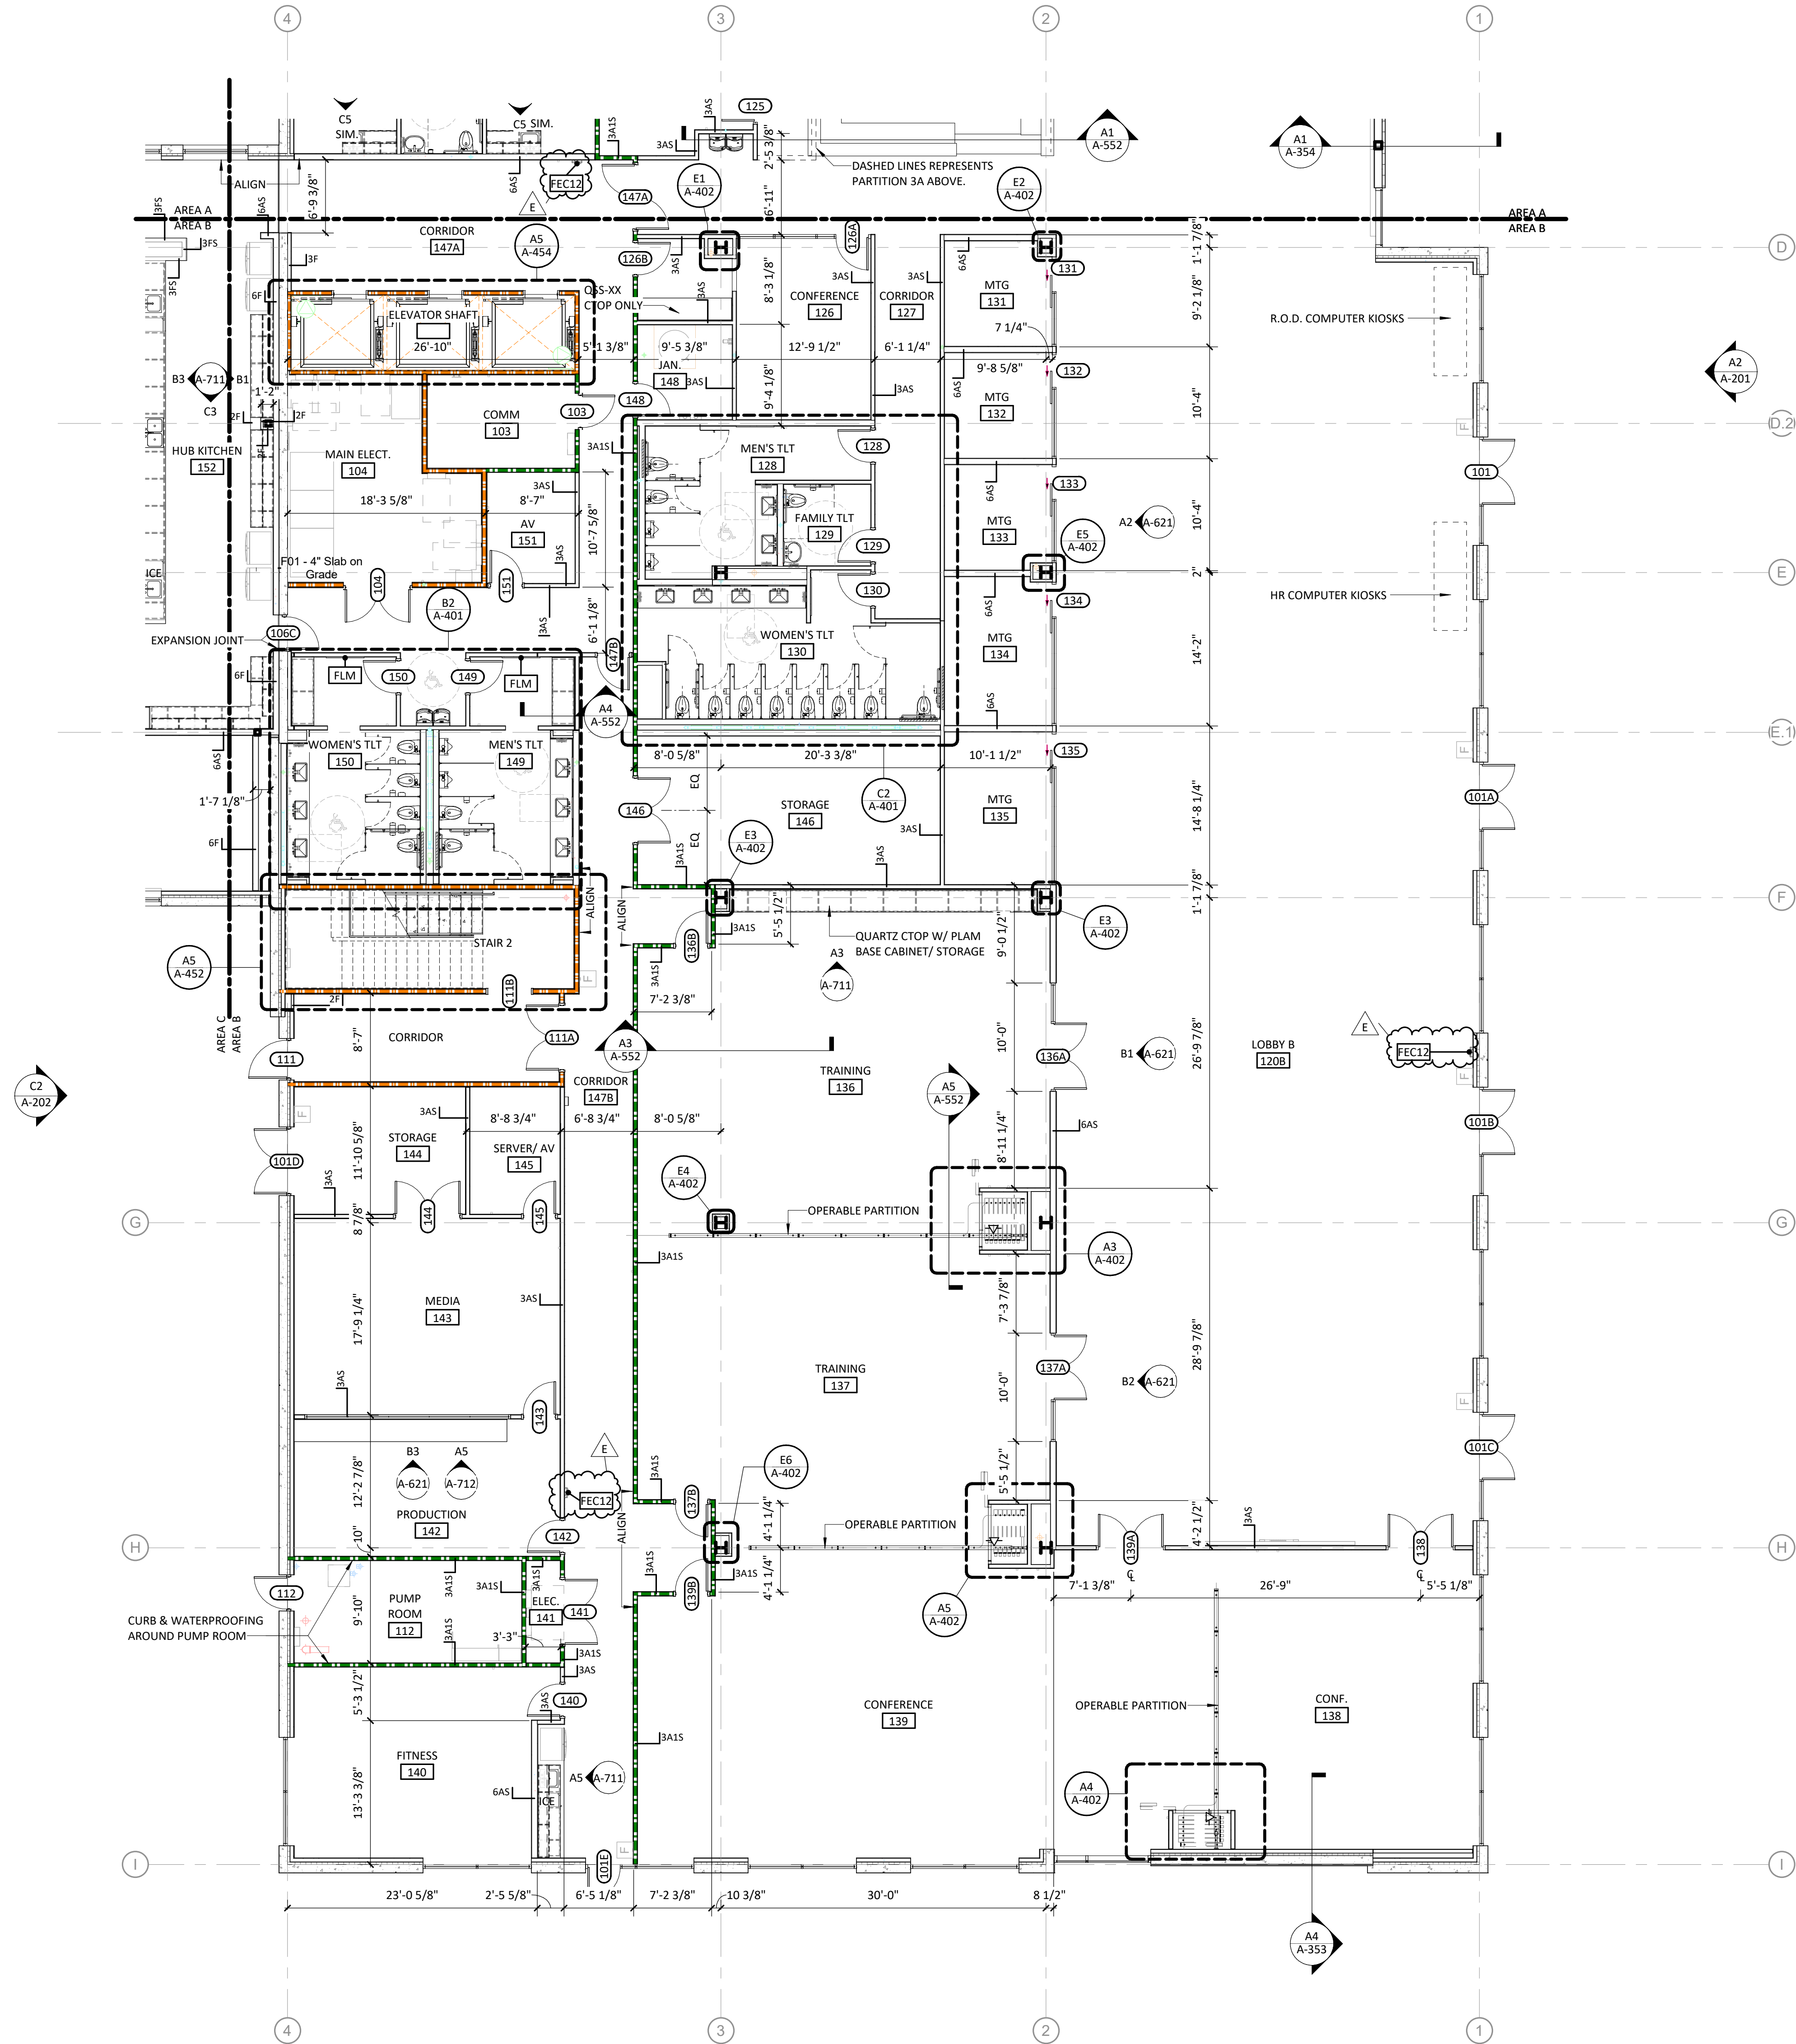 4
3
2
1
C5
SIM.
C5 SIM.
3A1S
3AS
125
3AS
2'-5 3/8"
A1
A-552
A1
A-354
DASHED LINES REPRESENTS
PARTITION 3A ABOVE.
ALIGN
6'-9 3/8"
6AS
FEC12
E
147A
E1
A-402
6'-11"
E2
A-402
3FS
AREA A
AREA B
6AS
AREA A
AREA B
3FS
3FS
CORRIDOR
147A
A5
A-454
126B
3AS
126A
1'-1 7/8"
D
3F
6F
QSS-XX
CTOP ONLY
3AS
8'-3 1/8"
CONFERENCE
126
3AS
3AS
CORRIDOR
127
6AS
131
MTG
131
9'-2 1/8"
R.O.D. COMPUTER KIOSKS
ELEVATOR SHAFT
26'-10"
5'-1 3/8"
9'-5 3/8"
12'-9 1/2"
6'-1 1/4"
7 1/4"
JAN.
148
3AS
9'-4 1/8"
3AS
9'-8 5/8"
6AS
132
A2
A-201
B3
A-711
B1
C3
1'-2"
2F
2F
2F
COMM
103
103
148
MTG
132
10'-4"
D.2
F
HUB KITCHEN
152
MAIN ELECT.
104
3A1S
MEN'S TLT
128
128
6AS
133
101
18'-3 5/8"
8'-7"
3AS
AV
151
10'-7 5/8"
FAMILY TLT
129
129
MTG
133
A2
A-621
E5
A-402
10'-4"
F01 - 4" Slab on
Grade
ICE
104
151
3AS
3AS
130
6AS
2"
E
134
HR COMPUTER KIOSKS
B2
A-401
106C
EXPANSION JOINT
6'-1 1/8"
147B
WOMEN'S TLT
130
MTG
134
14'-2"
6F
FLM
150
149
FLM
A4
A-552
6AS
E.1
F
6AS
WOMEN'S TLT
150
MEN'S TLT
149
8'-0 5/8"
20'-3 3/8"
10'-1 1/2"
135
EQ
C2
A-401
101A
1'-7 1/8"
146
STORAGE
146
MTG
135
14'-8 1/4"
6F
EQ
3AS
E3
A-402
3A1S
3AS
ALIGN
ALIGN
1'-1 7/8"
F
5'-5 1/2"
E3
A-402
STAIR 2
136B
3A1S
3A1S
QUARTZ CTOP W/ PLAM
BASE CABINET/ STORAGE
9'-0 1/2"
A5
A-452
F
A3
A-711
2F
111B
7'-2 3/8"
AREA C
AREA B
CORRIDOR
8'-7"
111A
111
A3
A-552
10'-0"
136A
B1
A-621
26'-9 7/8"
LOBBY B
120B
E
FEC12
F
TRAINING
136
C2
A-202
CORRIDOR
147B
A5
A-552
F
3AS
8'-8 3/4"
6'-8 3/4"
8'-0 5/8"
6AS
101B
STORAGE
144
SERVER/ AV
145
11'-10 5/8"
8'-11 1/4"
101D
3AS
E4
A-402
144
145
OPERABLE PARTITION
G
8 7/8"
G
3A1S
A3
A-402
7'-3 7/8"
MEDIA
143
3AS
17'-9 1/4"
28'-9 7/8"
TRAINING
137
137A
10'-0"
B2
A-621
F
3AS
143
101C
B3
A-621
A5
A-712
E
3A1S
E6
A-402
5'-5 1/2"
12'-2 7/8"
FEC12
137B
4'-1 1/4"
OPERABLE PARTITION
4'-2 1/2"
3AS
PRODUCTION
142
10"
142
ALIGN
139A
138
H
H
3A1S
3A1S
3A1S
3A1S
3A1S
139B
4'-1 1/4"
7'-1 3/8"
26'-9"
5'-5 1/8"
112
PUMP
ROOM
112
ELEC.
141
141
9'-10"
A5
A-402
CURB & WATERPROOFING
AROUND PUMP ROOM
3A1S
3'-3"
3A1S
3AS
5'-3 1/2"
3AS
140
CONFERENCE
139
OPERABLE PARTITION
CONF.
138
3A1S
FITNESS
140
13'-3 3/8"
6AS
ICE
A5
A-711
A4
A-402
F
101E
I
I
23'-0 5/8"
2'-5 5/8"
6'-5 1/8"
7'-2 3/8"
10 3/8"
30'-0"
8 1/2"
A4
A-353
4
3
2
1